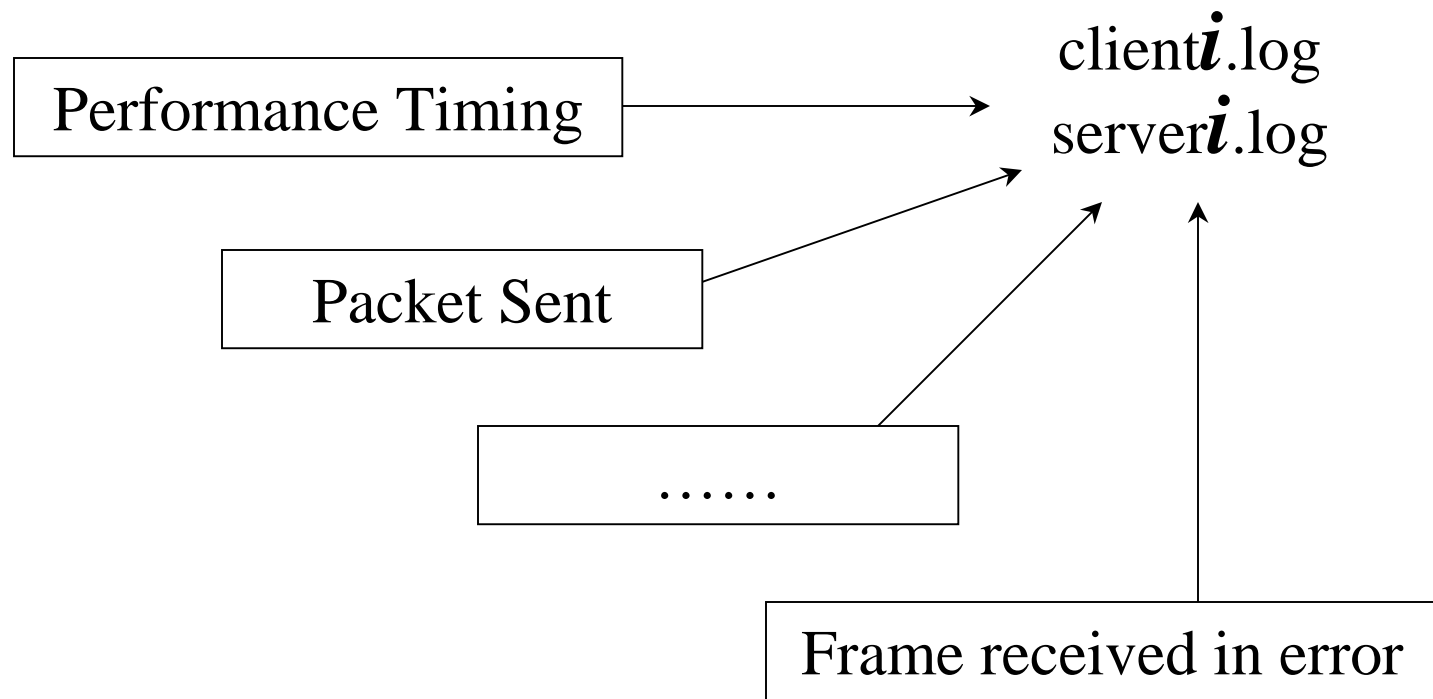 clienti.log
serveri.log
Performance Timing
Packet Sent
......
Frame received in error